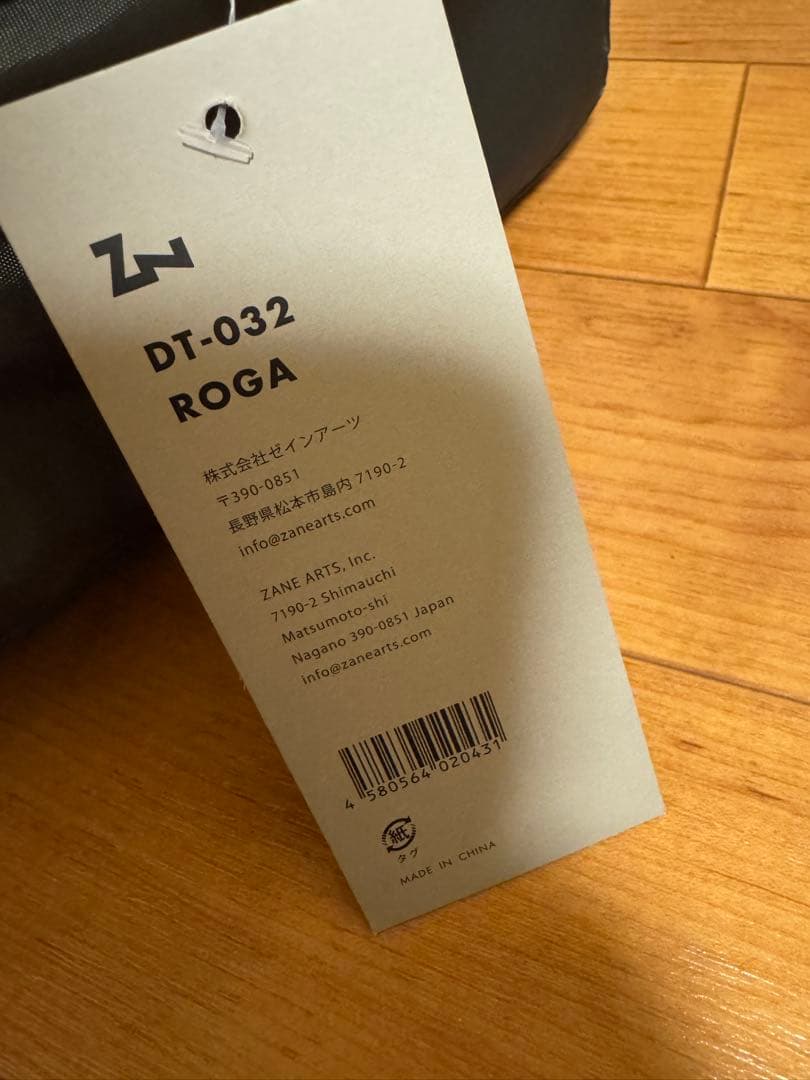 ZN
DT-032
ROGA
株式会社ゼインアーツ
〒390-0851
長野県松本市島内 7190-2
info@zanearts.com
ZANE ARTS, Inc.
7190-2 Shimauchi
Matsumoto-shi
Nagano 390-0851 Japan
info@zanearts.com
4 580564 020431
紙
タグ
MADE IN CHINA